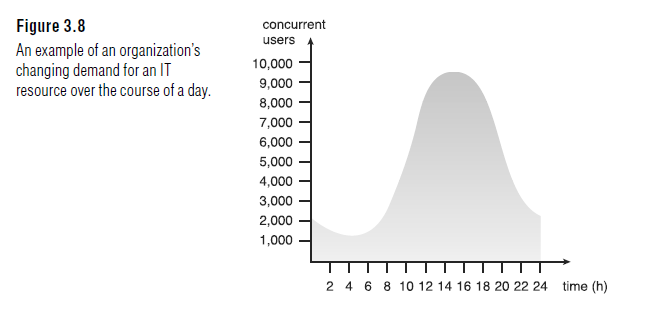 Figure 3.8
An example of an organization's
changing demand for an IT
resource over the course of a day.
concurrent
users
10,000
9,000
8,000
7,000
6,000
5,000
4,000
3,000
2,000
1,000
2 4 6 8 10 12 14 16 18 20 22 24 time (h)